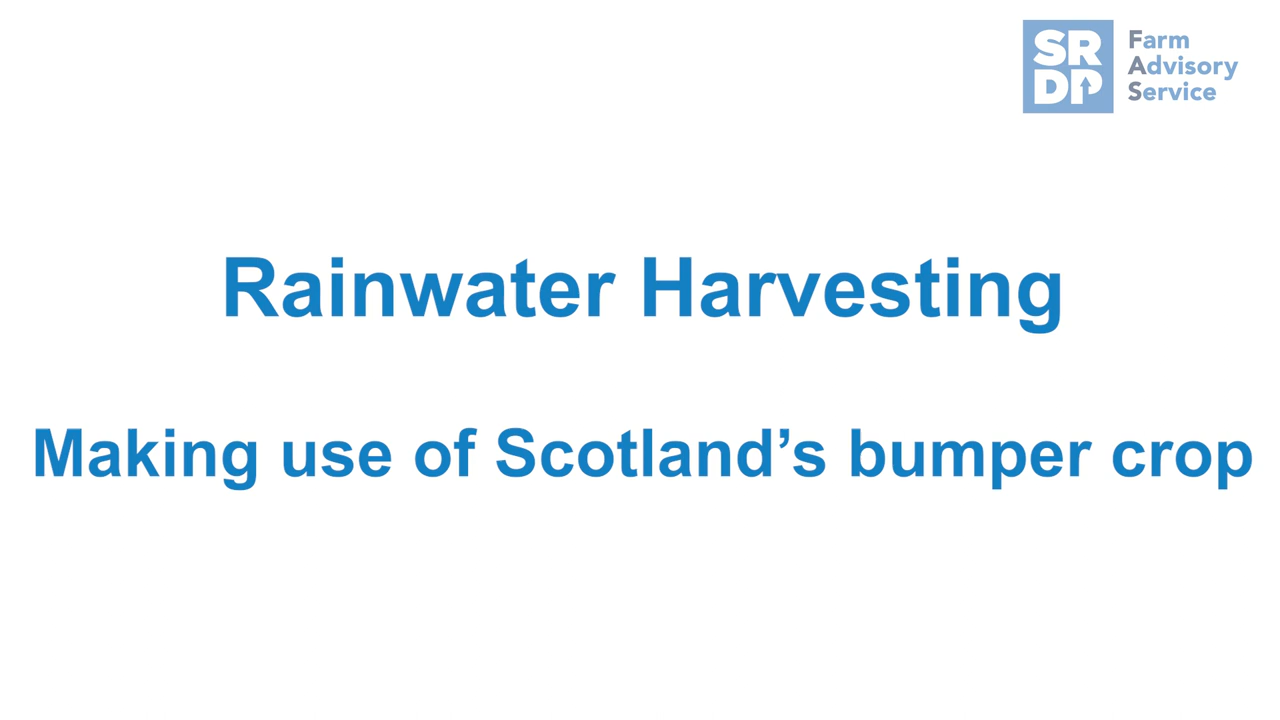 SR
DP
Farm
Advisory
Service
Rainwater Harvesting
Making use of Scotland’s bumper crop